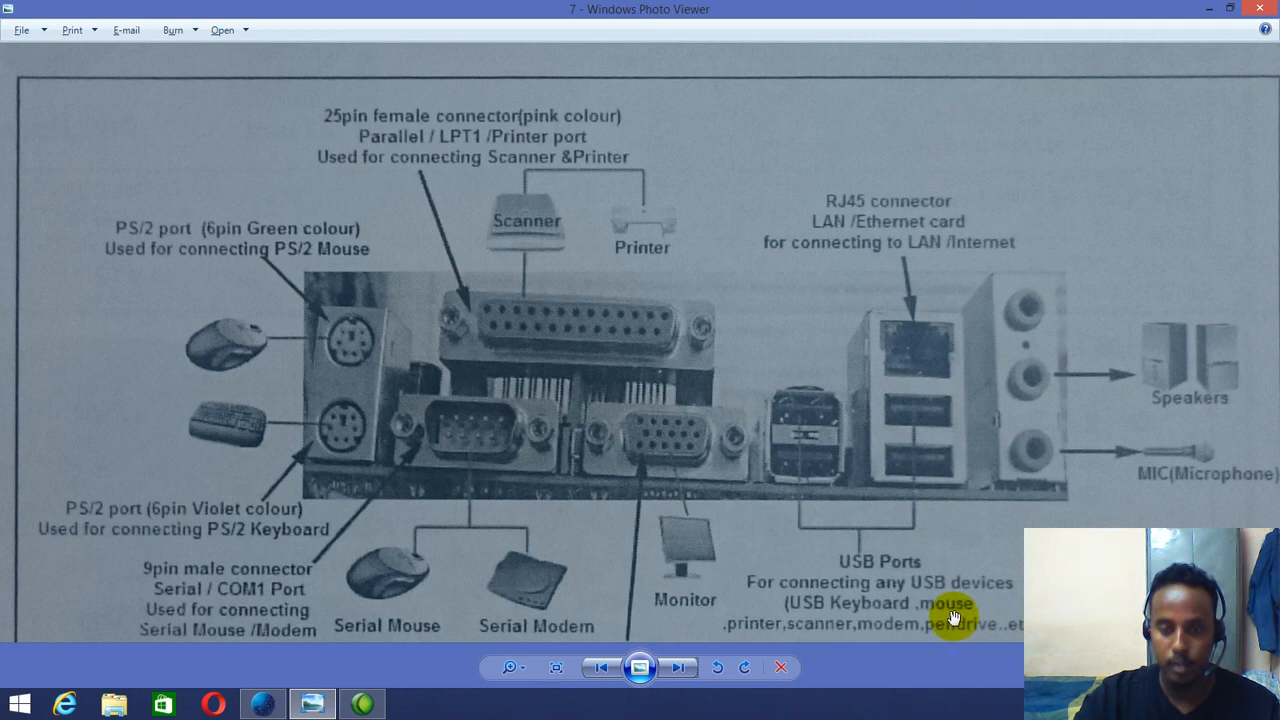 7 - Windows Photo Viewer
File Print E-mail Burn Open
25pin female connector(pink colour)
Parallel / LPT1 /Printer port
Used for connecting Scanner &Printer
Scanner
Printer
RJ45 connector
LAN /Ethernet card
for connecting to LAN /Internet
PS/2 port (6pin Green colour)
Used for connecting PS/2 Mouse
Speakers
MIC(Microphone)
PS/2 port (6pin Violet colour)
Used for connecting PS/2 Keyboard
9pin male connector
Serial / COM1 Port
Used for connecting
Serial Mouse /Modem
Serial Mouse
Serial Modem
Monitor
USB Ports
For connecting any USB devices
(USB Keyboard ,mouse
,printer,scanner,modem,pendrive..et